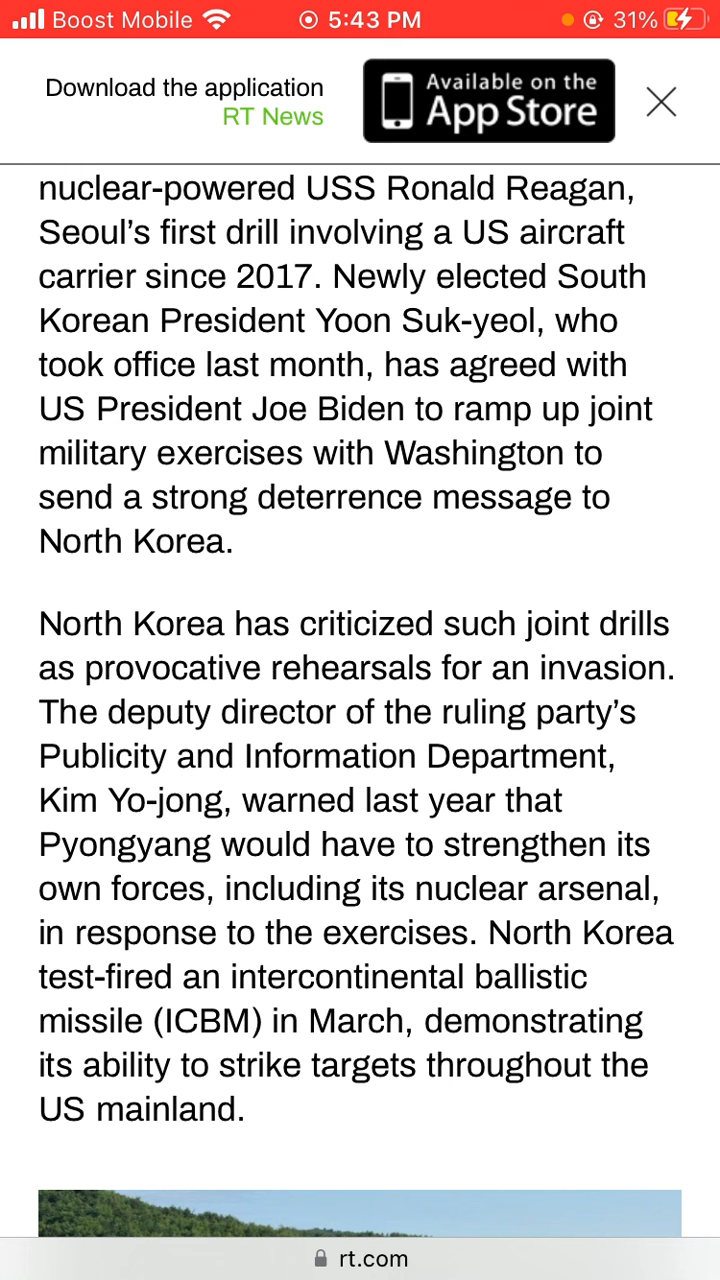 Boost Mobile 5:43 PM 31%
Download the application
RT News
Available on the
App Store
nuclear-powered USS Ronald Reagan,
Seoul’s first drill involving a US aircraft
carrier since 2017. Newly elected South
Korean President Yoon Suk-yeol, who
took office last month, has agreed with
US President Joe Biden to ramp up joint
military exercises with Washington to
send a strong deterrence message to
North Korea.
North Korea has criticized such joint drills
as provocative rehearsals for an invasion.
The deputy director of the ruling party’s
Publicity and Information Department,
Kim Yo-jong, warned last year that
Pyongyang would have to strengthen its
own forces, including its nuclear arsenal,
in response to the exercises. North Korea
test-fired an intercontinental ballistic
missile (ICBM) in March, demonstrating
its ability to strike targets throughout the
US mainland.
rt.com